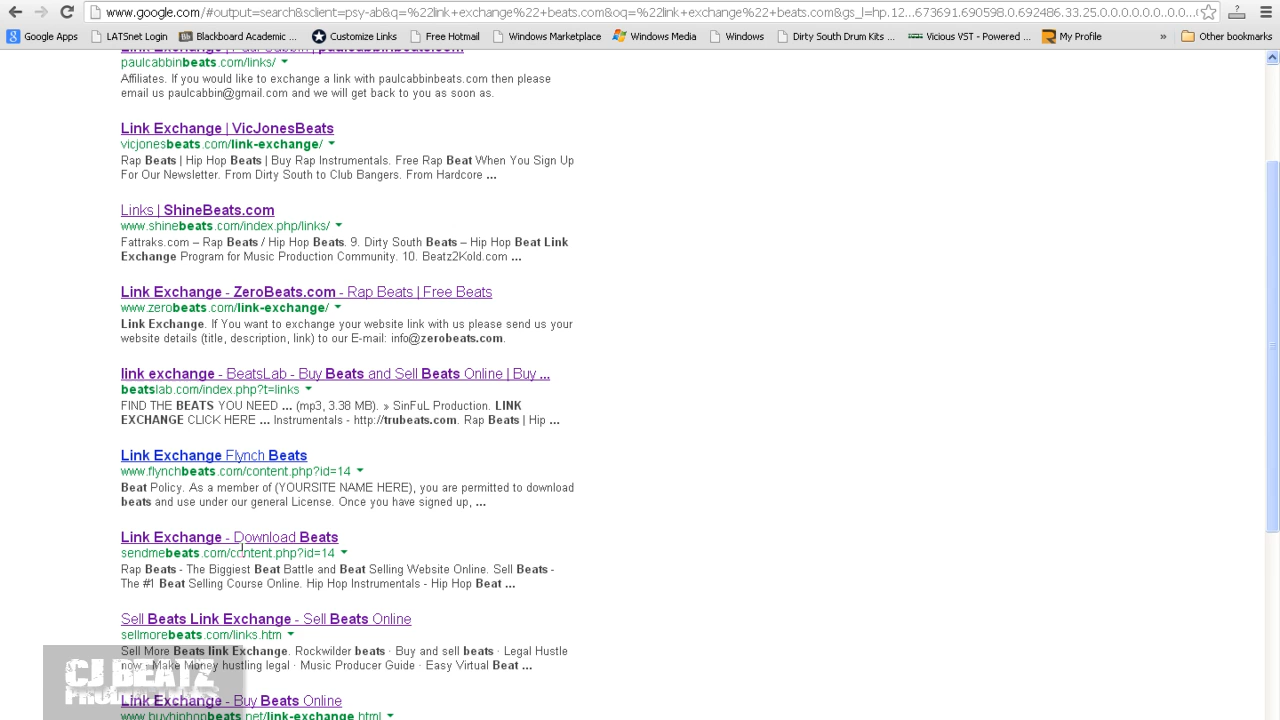 www.google.com/#output=search&sclient=psy-ab&q=%22link+exchange%22+beats.com&oq=%22link+exchange%22+beats.com&gs_l=hp.12...673691.690598.0.692486.33.25.0.0.0.0.0..0.0...0...
Google Apps LATSnet Login Blackboard Academic ... Customize Links Free Hotmail Windows Marketplace Windows Media Windows Dirty South Drum Kits ... Vicious VST - Powered ... My Profile » Other bookmarks
Link Exchange | Paul Cabbin | paulcabbinbeats.com
paulcabbinbeats.com/links/
Affiliates. If you would like to exchange a link with paulcabbinbeats.com then please
email us paulcabbin@gmail.com and we will get back to you as soon as.
Link Exchange | VicJonesBeats
vicjonesbeats.com/link-exchange/
Rap Beats | Hip Hop Beats | Buy Rap Instrumentals. Free Rap Beat When You Sign Up
For Our Newsletter. From Dirty South to Club Bangers. From Hardcore ...
Links | ShineBeats.com
www.shinebeats.com/index.php/links/
Fattraks.com – Rap Beats / Hip Hop Beats. 9. Dirty South Beats – Hip Hop Beat Link
Exchange Program for Music Production Community. 10. Beatz2Kold.com ...
Link Exchange - ZeroBeats.com - Rap Beats | Free Beats
www.zerobeats.com/link-exchange/
Link Exchange. If You want to exchange your website link with us please send us your
website details (title, description, link) to our E-mail: info@zerobeats.com.
link exchange - BeatsLab - Buy Beats and Sell Beats Online | Buy ...
beatslab.com/index.php?t=links
FIND THE BEATS YOU NEED ... (mp3, 3.38 MB). » SinFuL Production. LINK
EXCHANGE CLICK HERE ... Instrumentals - http://trubeats.com. Rap Beats | Hip ...
Link Exchange Flynch Beats
www.flynchbeats.com/content.php?id=14
Beat Policy. As a member of (YOURSITE NAME HERE), you are permitted to download
beats and use under our general License. Once you have signed up, ...
Link Exchange - Download Beats
sendmebeats.com/content.php?id=14
Rap Beats - The Biggest Beat Battle and Beat Selling Website Online. Sell Beats -
The #1 Beat Selling Course Online. Hip Hop Instrumentals - Hip Hop Beat ...
Sell Beats Link Exchange - Sell Beats Online
sellmorebeats.com/links.htm
Sell More Beats link Exchange. Rockwilder beats · Buy and sell beats · Legal Hustle
now · Make Money hustling legal · Music Producer Guide · Easy Virtual Beat ...
CJ BEATZ
PRODUCTIONS
Link Exchange - Buy Beats Online
www.buyhiphopbeats.net/link-exchange.html